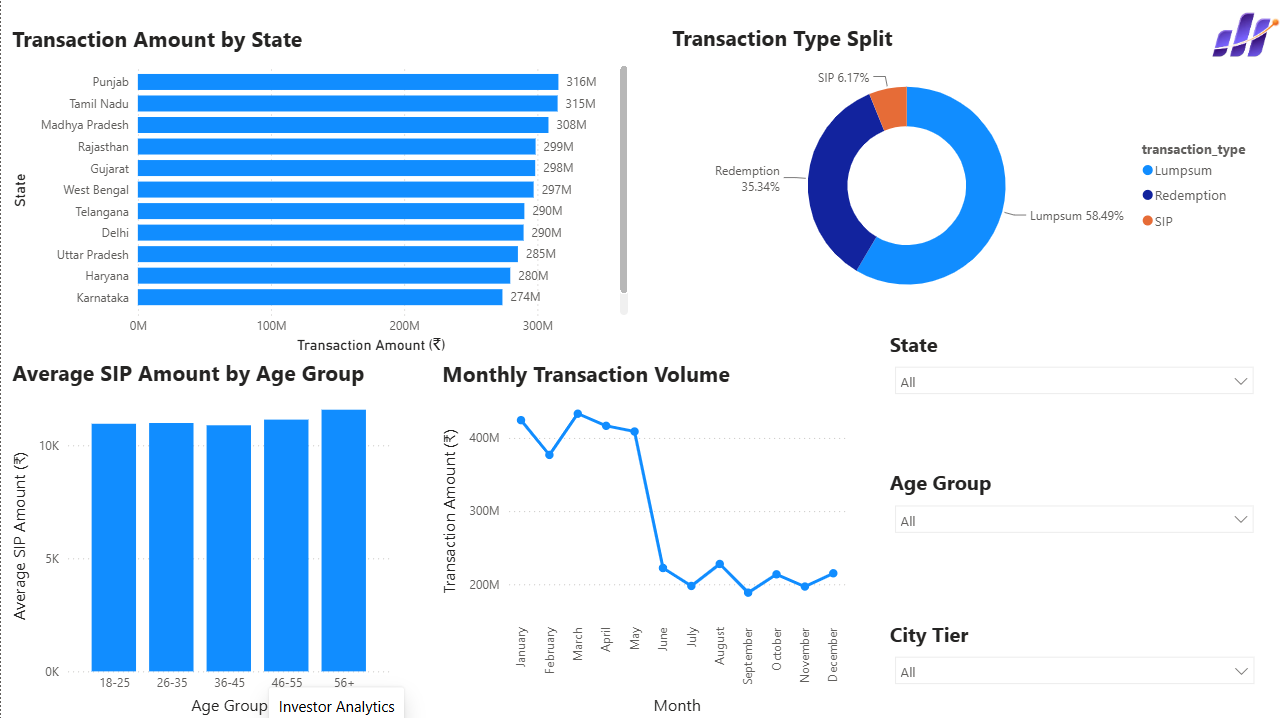 Transaction Amount by State
State
Punjab 316M
Tamil Nadu 315M
Madhya Pradesh 308M
Rajasthan 299M
Gujarat 298M
West Bengal 297M
Telangana 290M
Delhi 290M
Uttar Pradesh 285M
Haryana 280M
Karnataka 274M
0M 100M 200M 300M
Transaction Amount (₹)
Transaction Type Split
SIP 6.17%
Redemption
35.34%
Lumpsum 58.49%
transaction_type
Lumpsum
Redemption
SIP
Average SIP Amount by Age Group
Average SIP Amount (₹)
10K
5K
0K
18-25 26-35 36-45 46-55 56+
Age Group
Investor Analytics
Monthly Transaction Volume
Transaction Amount (₹)
400M
300M
200M
January
February
March
April
May
June
July
August
September
October
November
December
Month
State
All
Age Group
All
City Tier
All